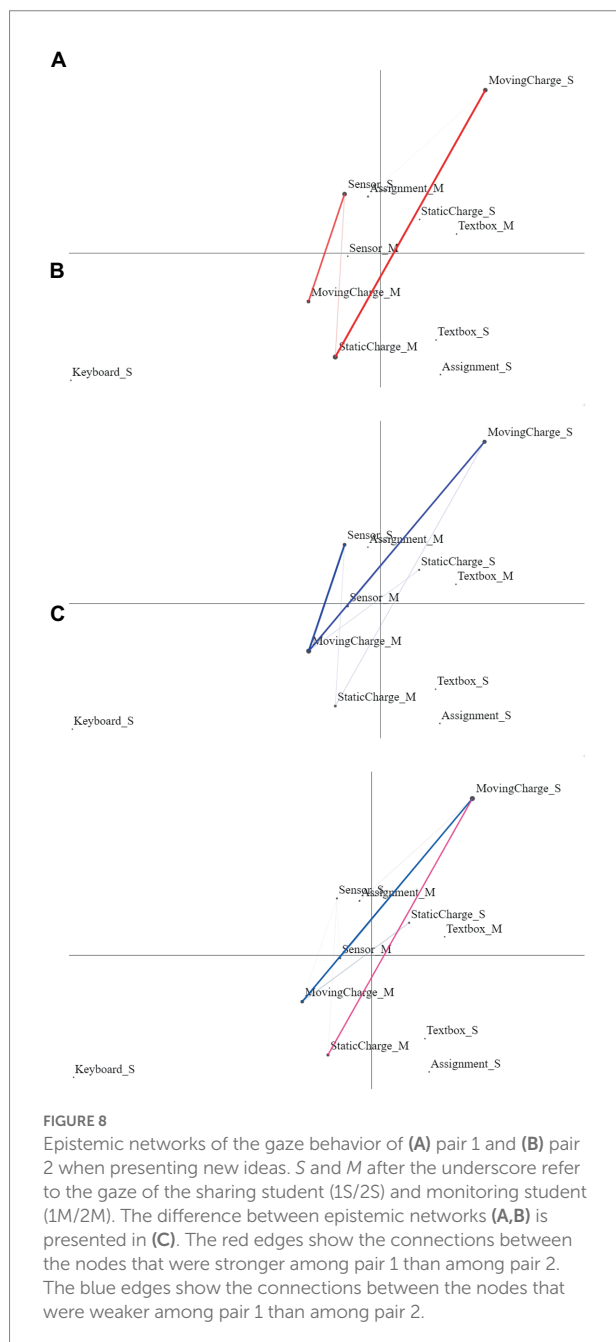 A
MovingCharge_S
Sensor_S
Assignment_M
StaticCharge_S
Textbox_M
Sensor_M
B
MovingCharge_M
StaticCharge_M
Textbox_S
Keyboard_S
Assignment_S
MovingCharge_S
Sensor_S
Assignment_M
StaticCharge_S
Textbox_M
Sensor_M
C
MovingCharge_M
Textbox_S
StaticCharge_M
Keyboard_S
Assignment_S
MovingCharge_S
Sensor_S
Assignment_M
StaticCharge_S
Textbox_M
Sensor_M
MovingCharge_M
Textbox_S
StaticCharge_M
Keyboard_S
Assignment_S
FIGURE 8
Epistemic networks of the gaze behavior of (A) pair 1 and (B) pair
2 when presenting new ideas. S and M after the underscore refer
to the gaze of the sharing student (1S/2S) and monitoring student
(1M/2M). The difference between epistemic networks (A,B) is
presented in (C). The red edges show the connections between
the nodes that were stronger among pair 1 than among pair 2.
The blue edges show the connections between the nodes that
were weaker among pair 1 than among pair 2.